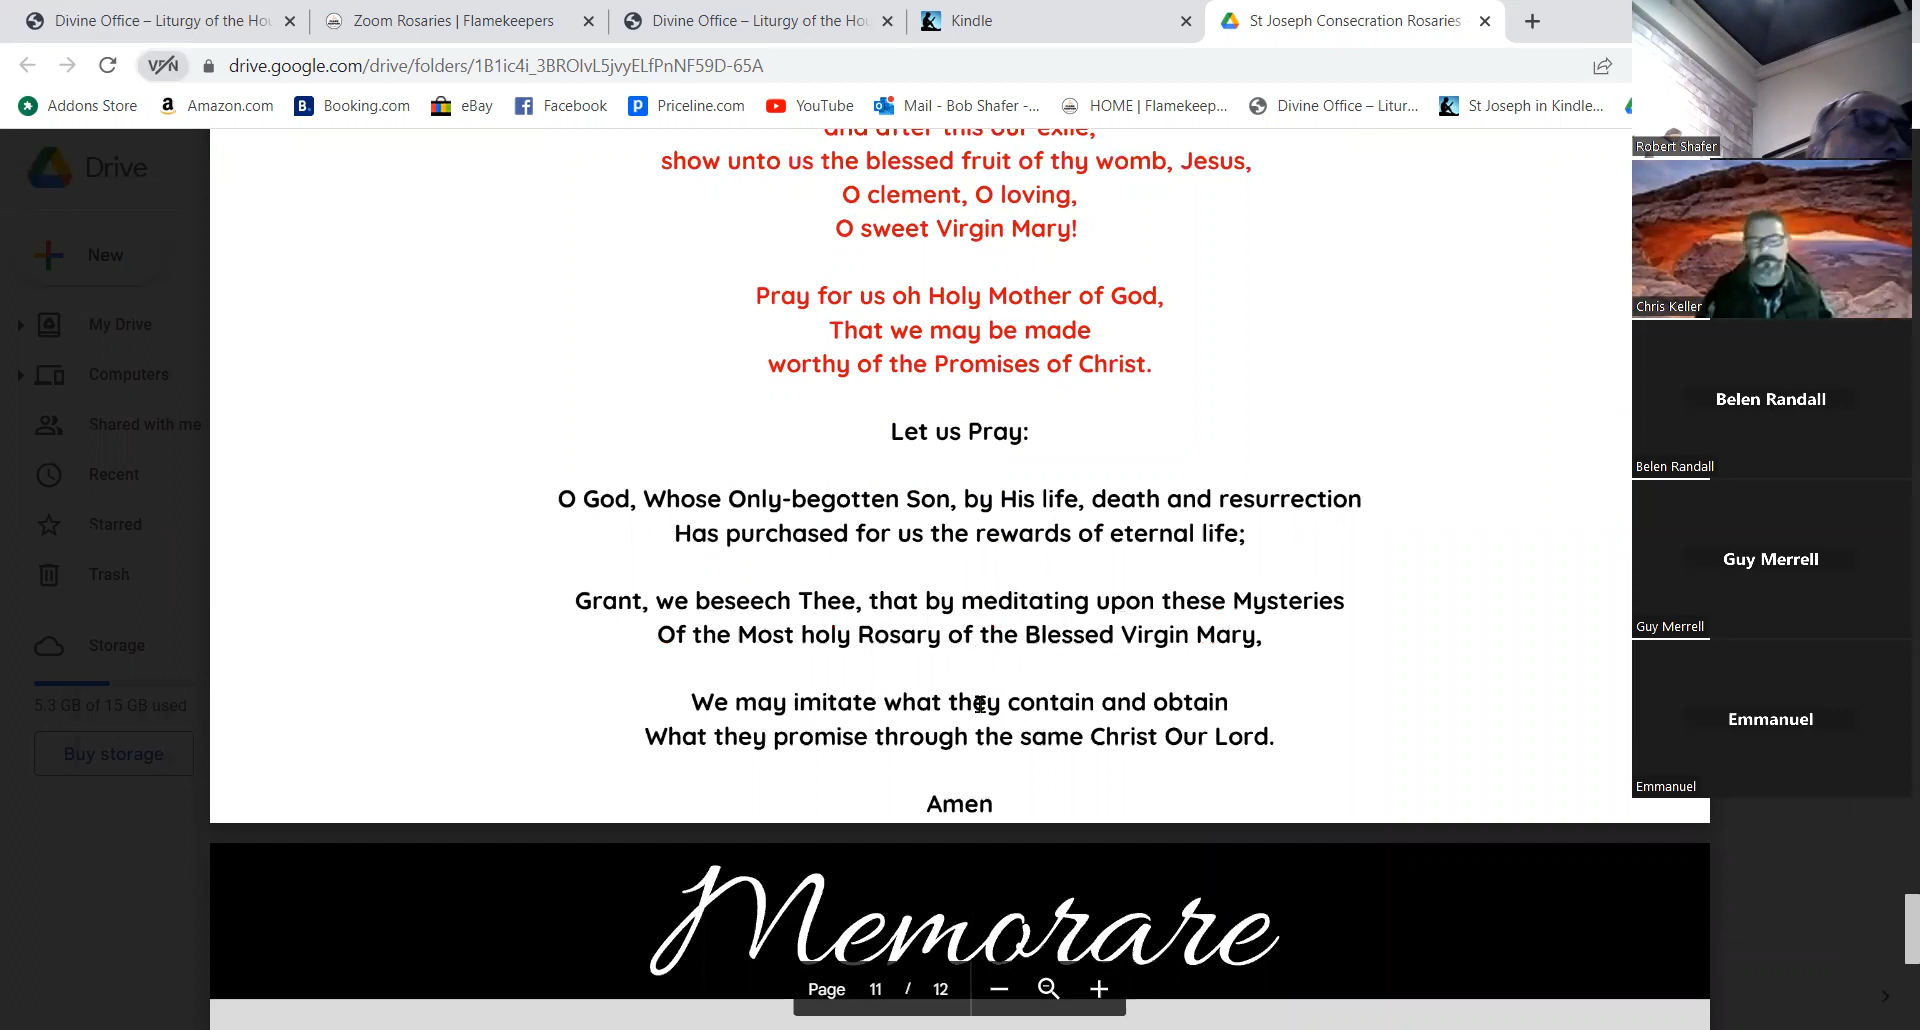 Divine Office – Liturgy of the Hou
Zoom Rosaries | Flamekeepers
Divine Office – Liturgy of the Hou
Kindle
St Joseph Consecration Rosaries
VPN
drive.google.com/drive/folders/1B1ic4i_3BROIvL5jvyELfPnNF59D-65A
Addons Store
Amazon.com
Booking.com
eBay
Facebook
Priceline.com
YouTube
Mail - Bob Shafer -...
HOME | Flamekeep...
Divine Office – Litur...
St Joseph in Kindle...
Drive
New
My Drive
Computers
Shared with me
Recent
Starred
Trash
Storage
5.3 GB of 15 GB used
Buy storage
and after this our exile,
show unto us the blessed fruit of thy womb, Jesus,
O clement, O loving,
O sweet Virgin Mary!
Pray for us oh Holy Mother of God,
That we may be made
worthy of the Promises of Christ.
Let us Pray:
O God, Whose Only-begotten Son, by His life, death and resurrection
Has purchased for us the rewards of eternal life;
Grant, we beseech Thee, that by meditating upon these Mysteries
Of the Most holy Rosary of the Blessed Virgin Mary,
We may imitate what they contain and obtain
What they promise through the same Christ Our Lord.
Amen
Memorare
Page 11 / 12
Robert Shafer
Chris Keller
Belen Randall
Belen Randall
Guy Merrell
Guy Merrell
Emmanuel
Emmanuel